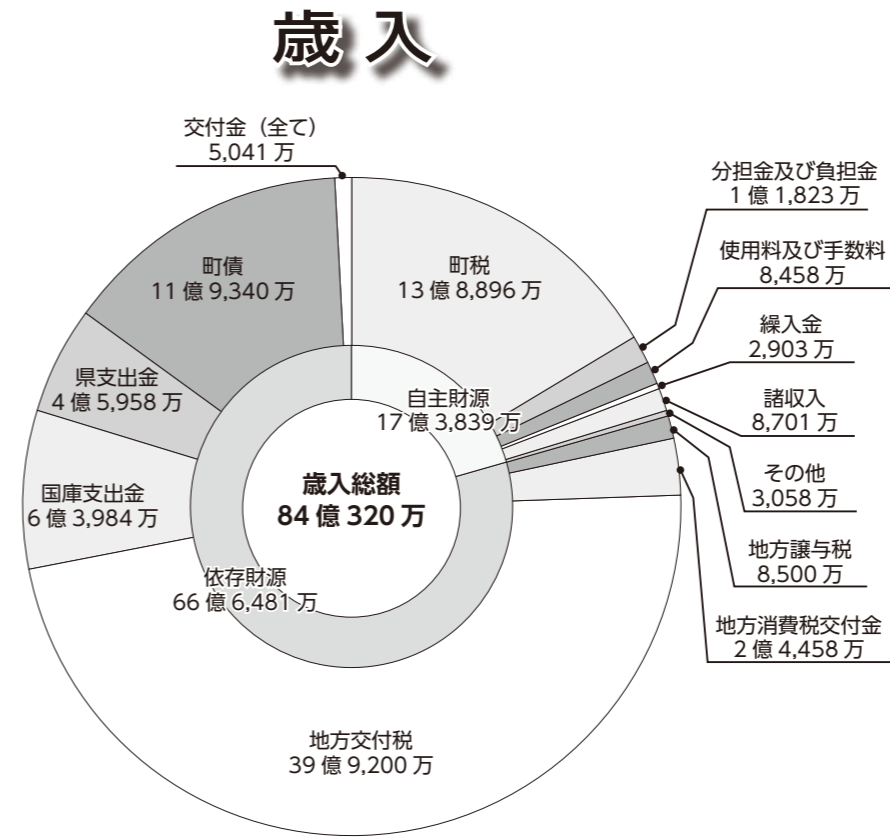 歳入
交付金（全て）
5,041 万
町税
13 億 8,896 万
分担金及び負担金
1 億 1,823 万
使用料及び手数料
8,458 万
繰入金
2,903 万
諸収入
8,701 万
その他
3,058 万
地方譲与税
8,500 万
地方消費税交付金
2 億 4,458 万
地方交付税
39 億 9,200 万
国庫支出金
6 億 3,984 万
県支出金
4 億 5,958 万
町債
11 億 9,340 万
自主財源
17 億 3,839 万
依存財源
66 億 6,481 万
歳入総額
84 億 320 万